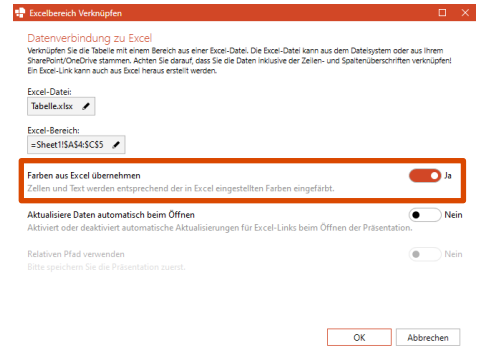 Excelbereich Verknüpfen
Datenverbindung zu Excel
Verknüpfen Sie die Tabelle mit einem Bereich aus einer Excel-Datei. Die Excel-Datei kann aus dem Dateisystem oder aus Ihrem
SharePoint/OneDrive stammen. Achten Sie darauf, dass Sie die Daten inklusive der Zeilen- und Spaltenüberschriften verknüpfen!
Ein Excel-Link kann auch aus Excel heraus erstellt werden.
Excel-Datei:
Tabelle.xlsx
Excel-Bereich:
=Sheet1!$A$4:$C$5
Farben aus Excel übernehmen Ja
Zellen und Text werden entsprechend der in Excel eingestellten Farben eingefärbt.
Aktualisiere Daten automatisch beim Öffnen Nein
Aktiviert oder deaktiviert automatische Aktualisierungen für Excel-Links beim Öffnen der Präsentation.
Relativen Pfad verwenden Nein
Bitte speichern Sie die Präsentation zuerst.
OK Abbrechen